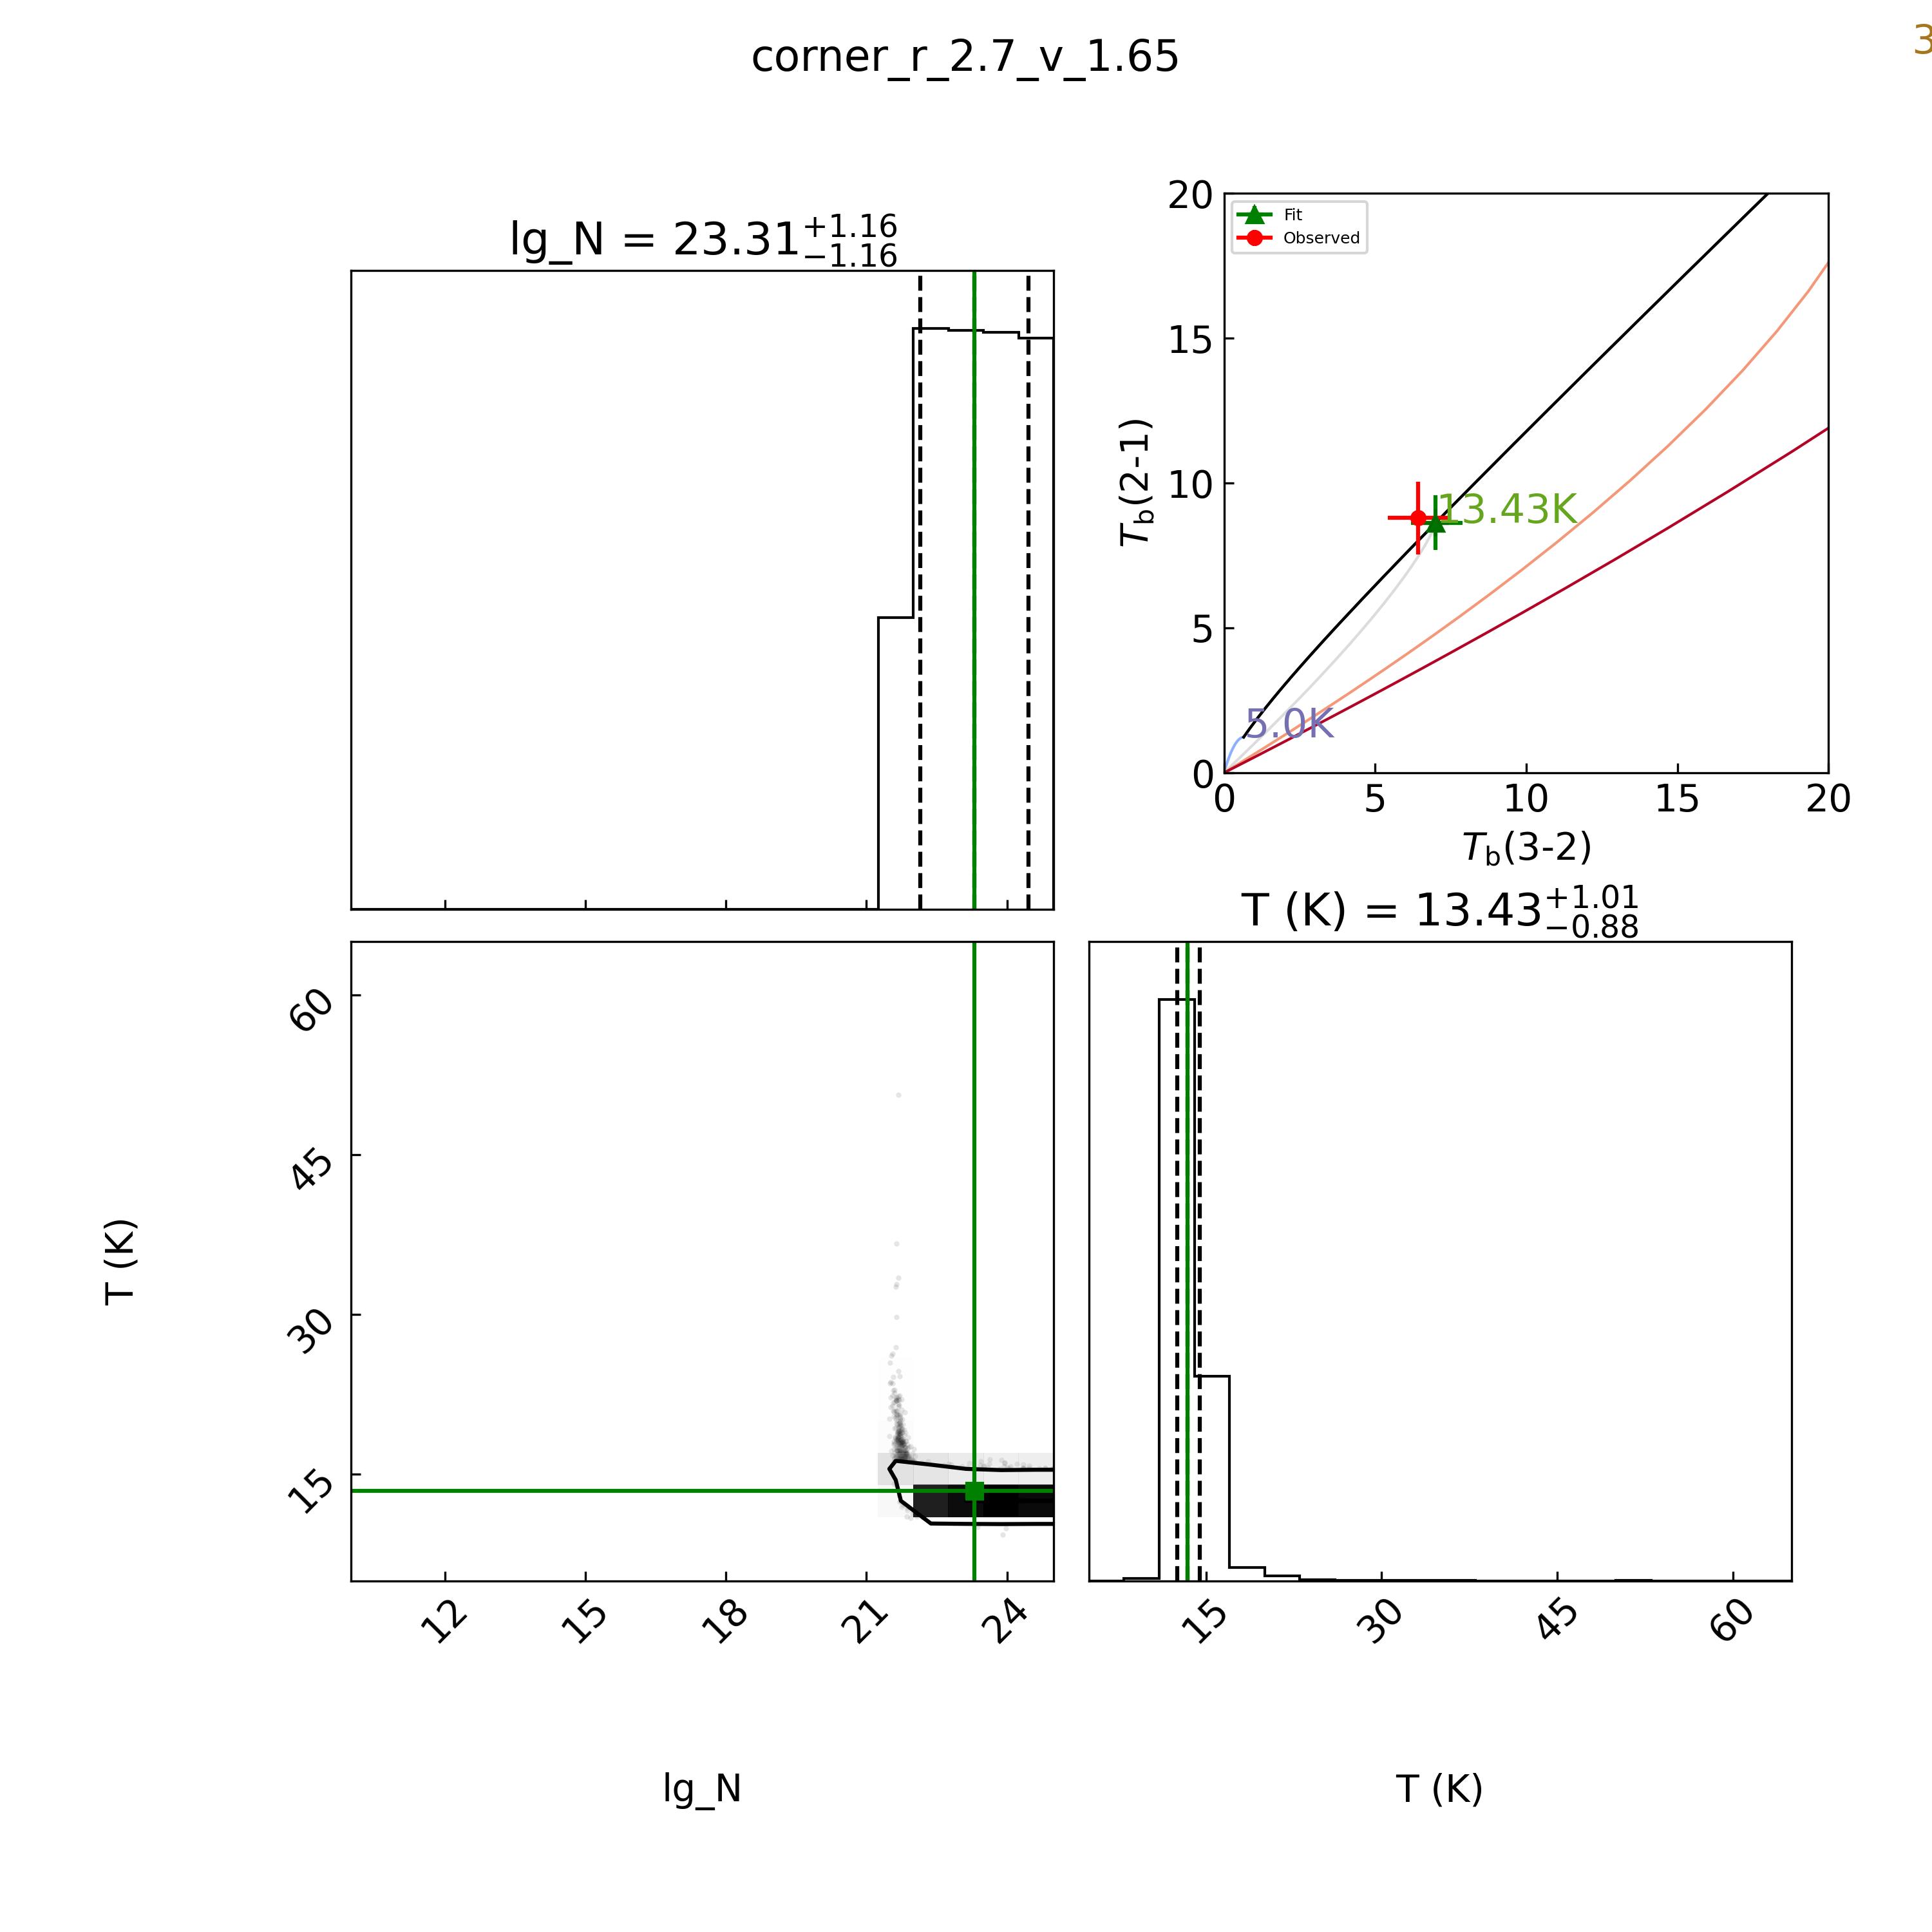 corner_r_2.7_v_1.65
3
lg_N = 23.31 +1.16 −1.16
20
15
10
5
0
T_b(2-1)
Fit
Observed
13.43K
5.0K
0 5 10 15 20
T_b(3-2)
T (K) = 13.43 +1.01 −0.88
60
45
30
15
T (K)
12 15 18 21 24
lg_N
15 30 45 60
T (K)